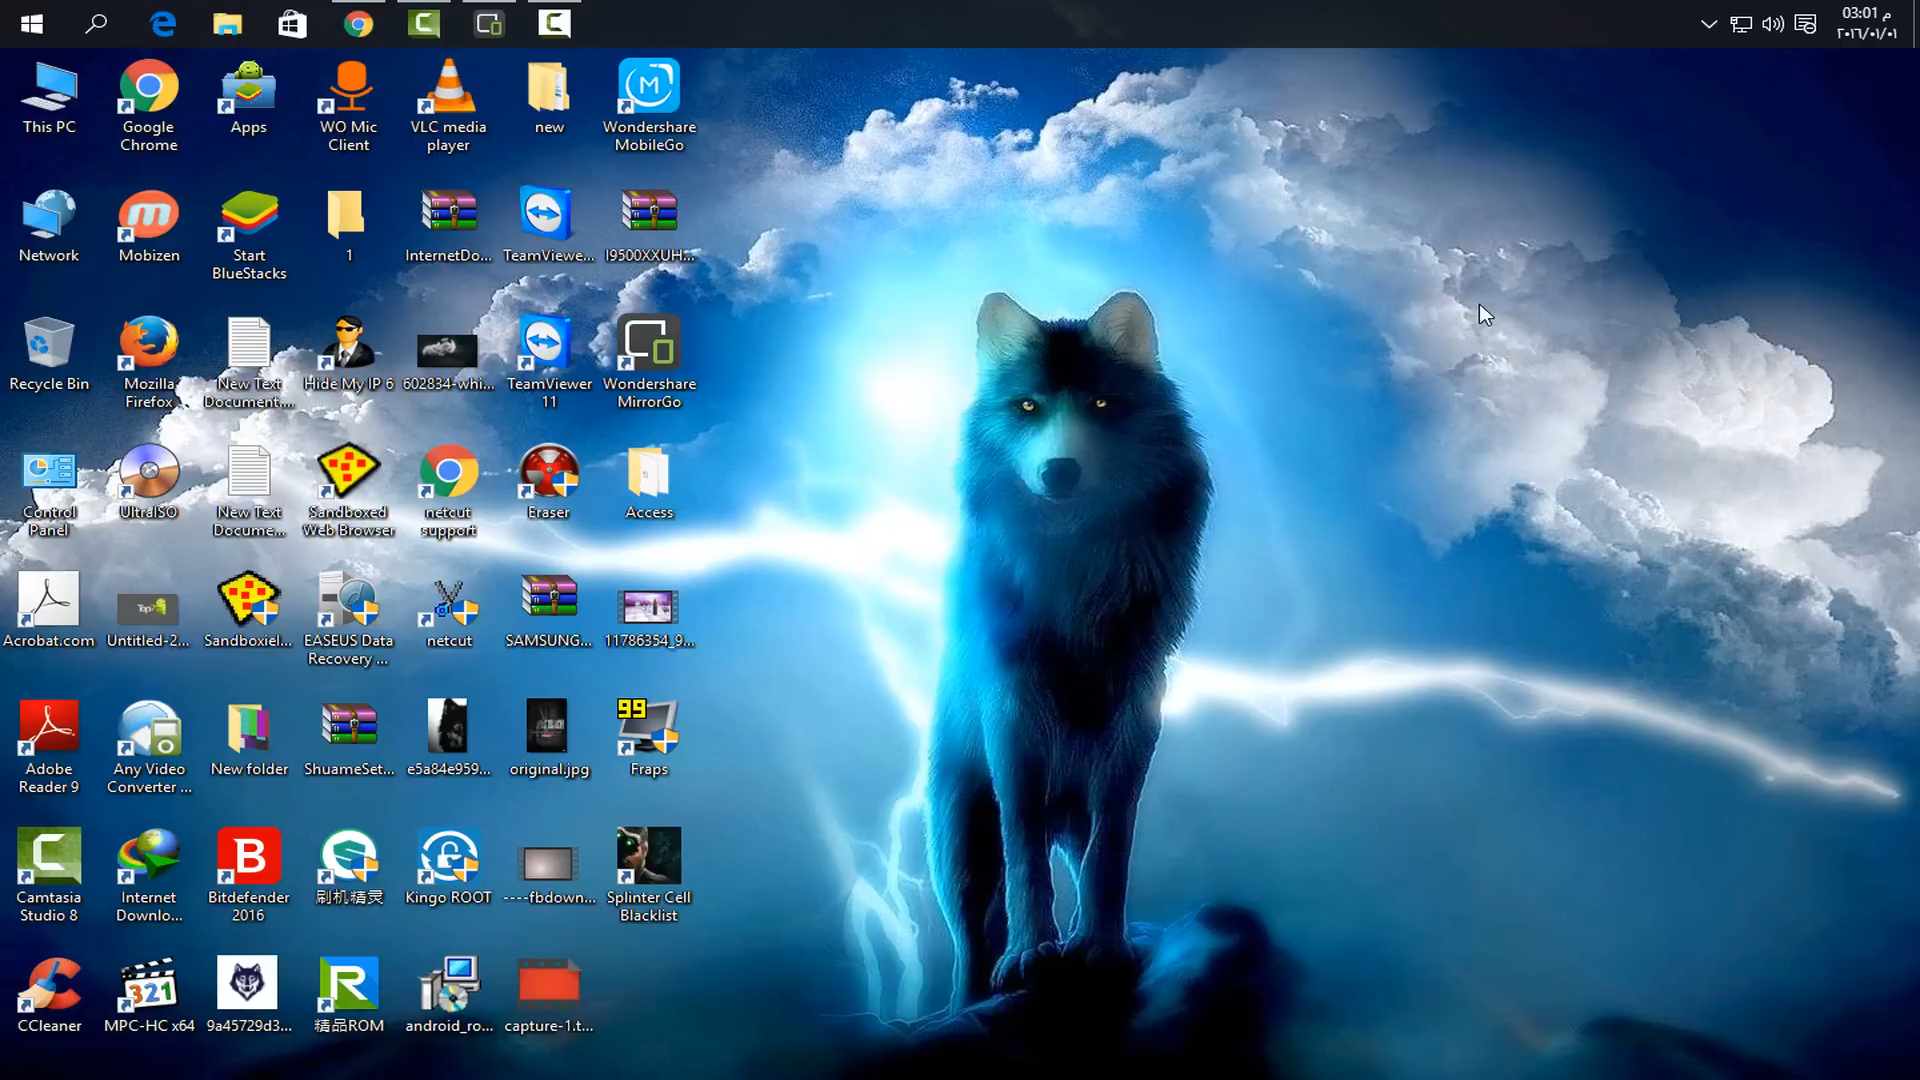 03:01 م
٢٠١٦/٠١/٠١
This PC
Google
Chrome
Apps
WO Mic
Client
VLC media
player
new
Wondershare
MobileGo
Network
Mobizen
Start
BlueStacks
1
InternetDo...
TeamViewe...
I9500XXUH...
Recycle Bin
Mozilla
Firefox
New Text
Document....
Hide My IP 6
602834-whi...
TeamViewer
11
Wondershare
MirrorGo
Control
Panel
UltraISO
New Text
Docume...
Sandboxed
Web Browser
netcut
support
Eraser
Access
Acrobat.com
Top7
Untitled-2...
Sandboxiel...
EASEUS Data
Recovery ...
netcut
SAMSUNG...
11786354_9...
Adobe
Reader 9
Any Video
Converter ...
New folder
ShuameSet...
e5a84e959...
original.jpg
99
Fraps
Camtasia
Studio 8
Internet
Downlo...
B
Bitdefender
2016
刷机精灵
Kingo ROOT
----fbdown...
Splinter Cell
Blacklist
CCleaner
321
MPC-HC x64
9a45729d3...
R
精品ROM
android_ro...
capture-1.t...